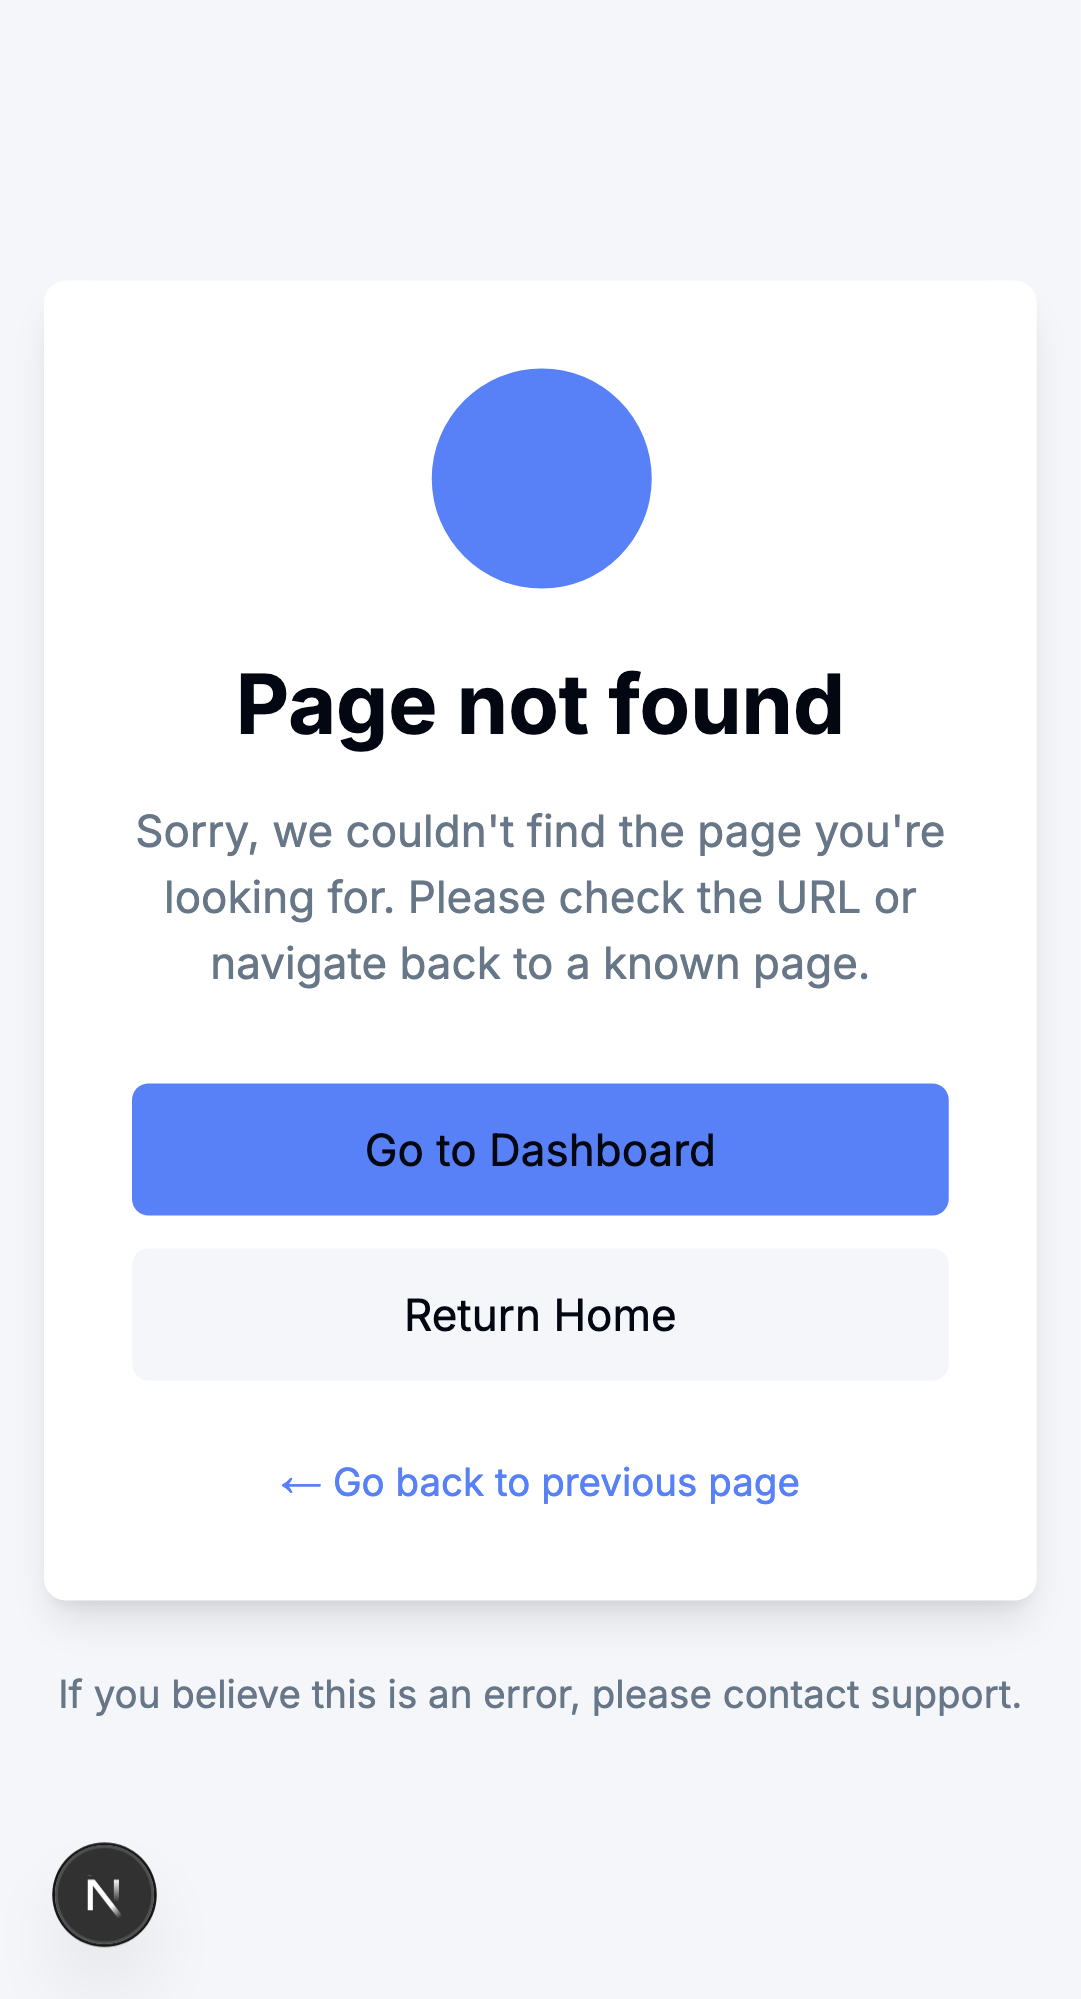 Page not found
Sorry, we couldn't find the page you're
looking for. Please check the URL or
navigate back to a known page.
Go to Dashboard
Return Home
← Go back to previous page
If you believe this is an error, please contact support.
N